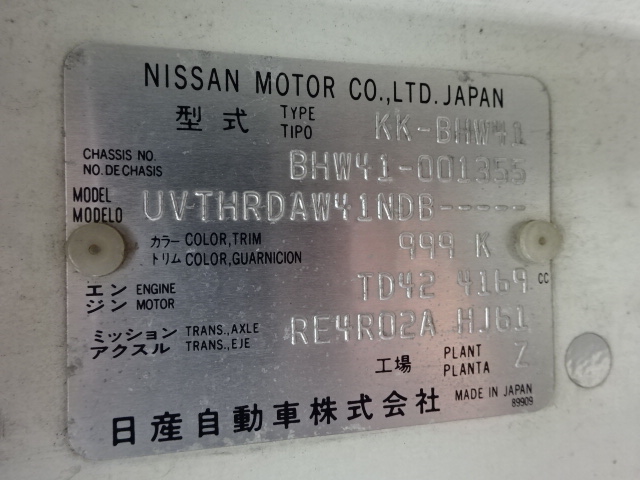 NISSAN MOTOR CO.,LTD. JAPAN
型式 TYPE TIPO KK-BHW41
CHASSIS NO. NO.DE CHASIS BHW41-001355
MODEL MODELO UVTHRDAW41NDB-----
カラー COLOR,TRIM 999 K
トリム COLOR,GUARNICION
エンジン ENGINE MOTOR TD42 4169 cc
ミッション TRANS.,AXLE RE4R02A HJ61
アクスル TRANS.,EJE
工場 PLANT PLANTA Z
日産自動車株式会社 MADE IN JAPAN
89909